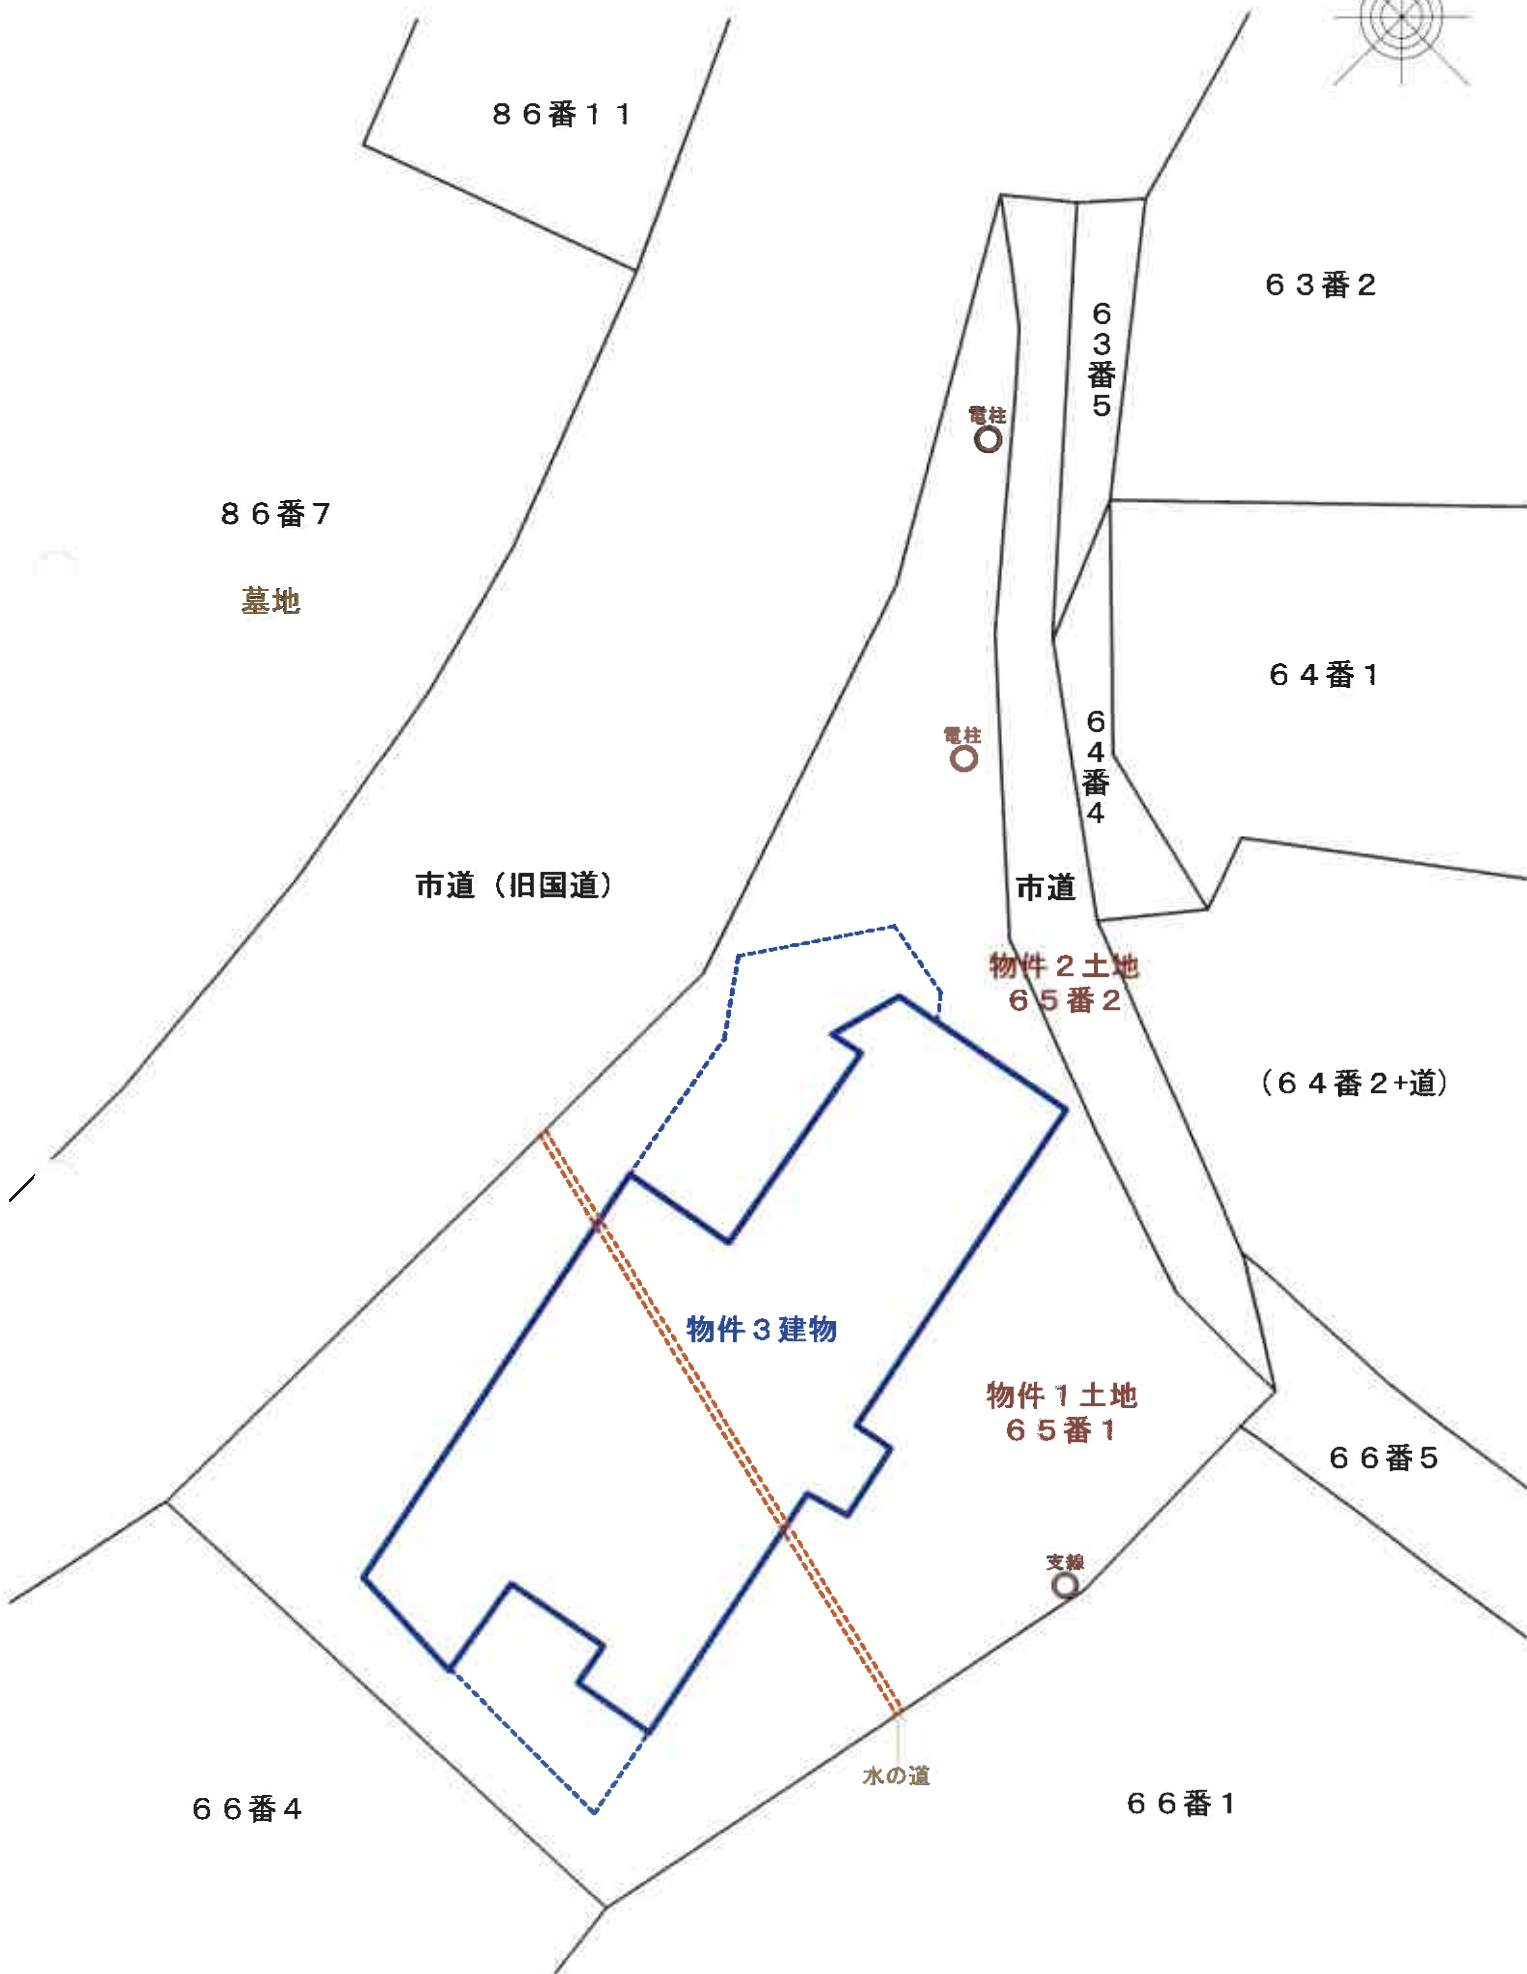 ８６番１１
６３番２
６３番５
電柱
８６番７
墓地
６４番１
６４番４
電柱
市道（旧国道）
市道
物件２土地
６５番２
（６４番２+道）
物件３建物
物件１土地
６５番１
６６番５
支線
水の道
６６番４
６６番１